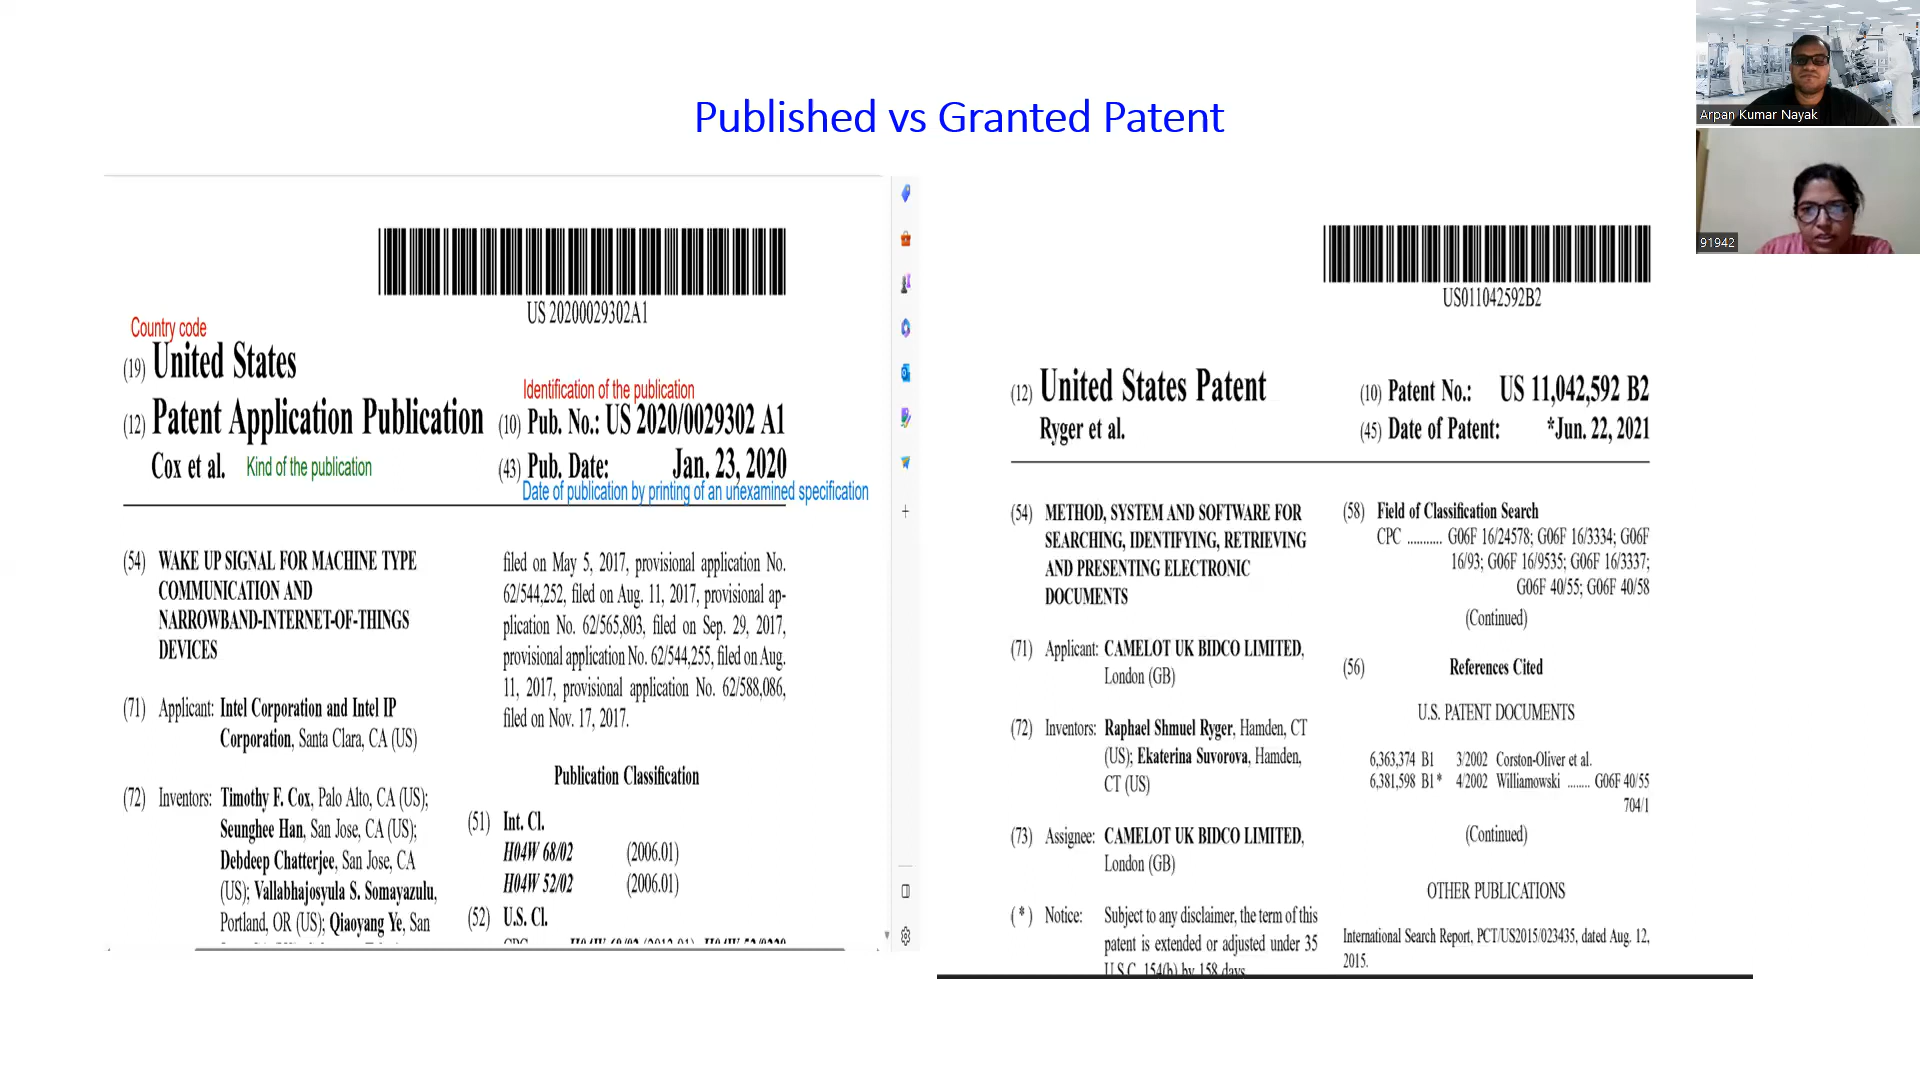 Published vs Granted Patent
US 20200029302A1
Country code
(19) United States
Identification of the publication
(12) Patent Application Publication
(10) Pub. No.: US 2020/0029302 A1
Cox et al.
Kind of the publication
(43) Pub. Date: Jan. 23, 2020
Date of publication by printing of an unexamined specification
(54) WAKE UP SIGNAL FOR MACHINE TYPE
COMMUNICATION AND
NARROWBAND-INTERNET-OF-THINGS
DEVICES
(71) Applicant: Intel Corporation and Intel IP
Corporation, Santa Clara, CA (US)
(72) Inventors: Timothy F. Cox, Palo Alto, CA (US);
Seunghee Han, San Jose, CA (US);
Debdeep Chatterjee, San Jose, CA
(US); Vallabhajosyula S. Somayazulu,
Portland, OR (US); Qiaoyang Ye, San
filed on May 5, 2017, provisional application No.
62/544,252, filed on Aug. 11, 2017, provisional ap-
plication No. 62/565,803, filed on Sep. 29, 2017,
provisional application No. 62/544,255, filed on Aug.
11, 2017, provisional application No. 62/588,086,
filed on Nov. 17, 2017.
Publication Classification
(51) Int. Cl.
H04W 68/02 (2006.01)
H04W 52/02 (2006.01)
(52) U.S. Cl.
US011042592B2
(12) United States Patent
Ryger et al.
(10) Patent No.: US 11,042,592 B2
(45) Date of Patent: *Jun. 22, 2021
(54) METHOD, SYSTEM AND SOFTWARE FOR
SEARCHING, IDENTIFYING, RETRIEVING
AND PRESENTING ELECTRONIC
DOCUMENTS
(71) Applicant: CAMELOT UK BIDCO LIMITED,
London (GB)
(72) Inventors: Raphael Shmuel Ryger, Hamden, CT
(US); Ekaterina Suvorova, Hamden,
CT (US)
(73) Assignee: CAMELOT UK BIDCO LIMITED,
London (GB)
( * ) Notice: Subject to any disclaimer, the term of this
patent is extended or adjusted under 35
U.S.C. 154(b) by 158 days.
(58) Field of Classification Search
CPC .......... G06F 16/24578; G06F 16/3334; G06F
16/93; G06F 16/9535; G06F 16/3337;
G06F 40/55; G06F 40/58
(Continued)
(56) References Cited
U.S. PATENT DOCUMENTS
6,363,374 B1 3/2002 Corston-Oliver et al.
6,381,598 B1 * 4/2002 Williamowski ........ G06F 40/55
704/1
(Continued)
OTHER PUBLICATIONS
International Search Report, PCT/US2015/023435, dated Aug. 12,
2015.
Arpan Kumar Nayak
91942